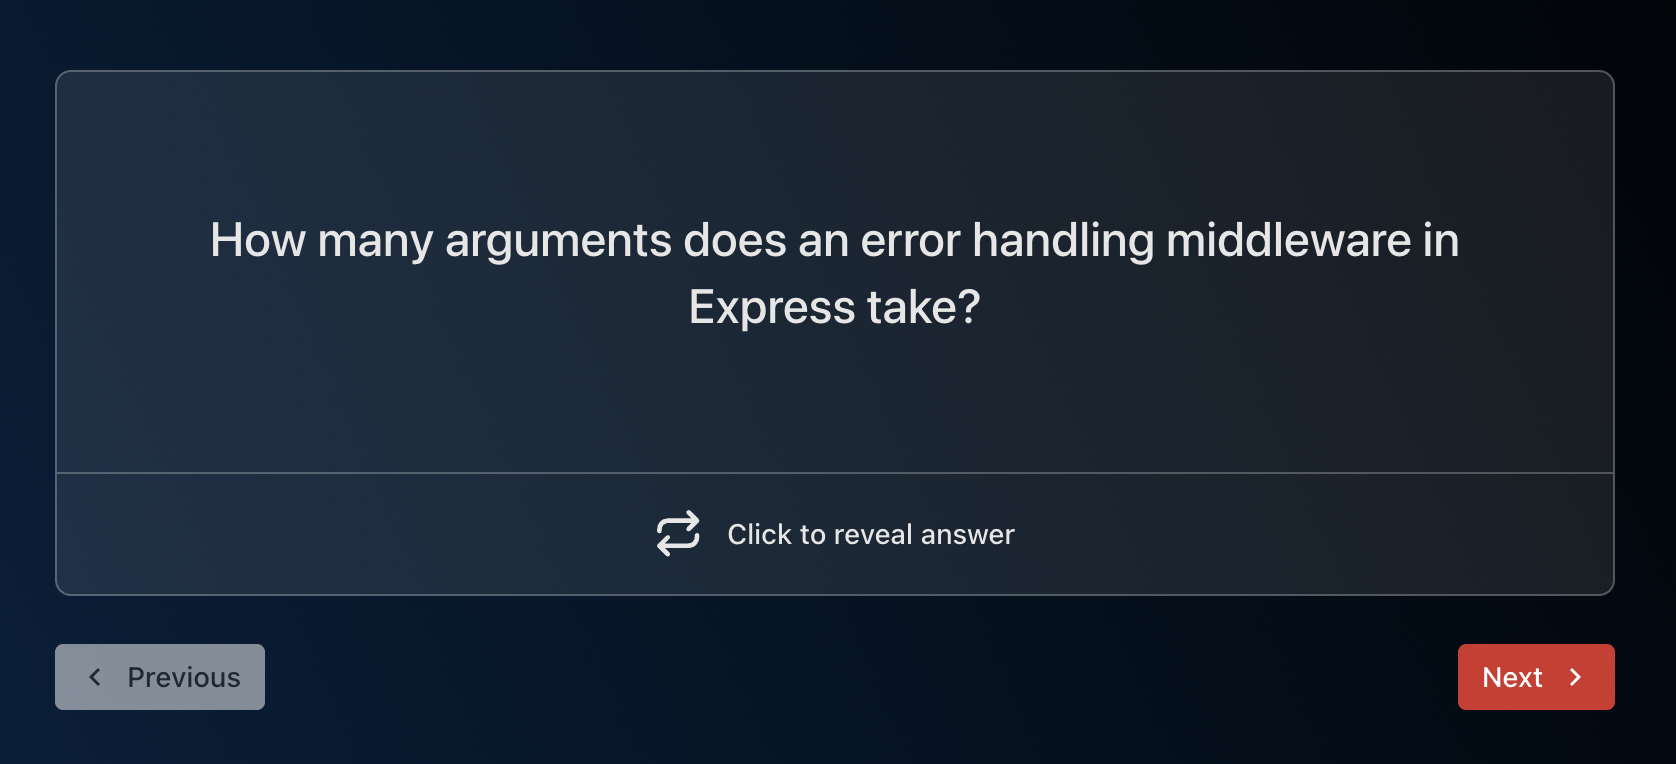 How many arguments does an error handling middleware in
Express take?
Click to reveal answer
Previous
Next